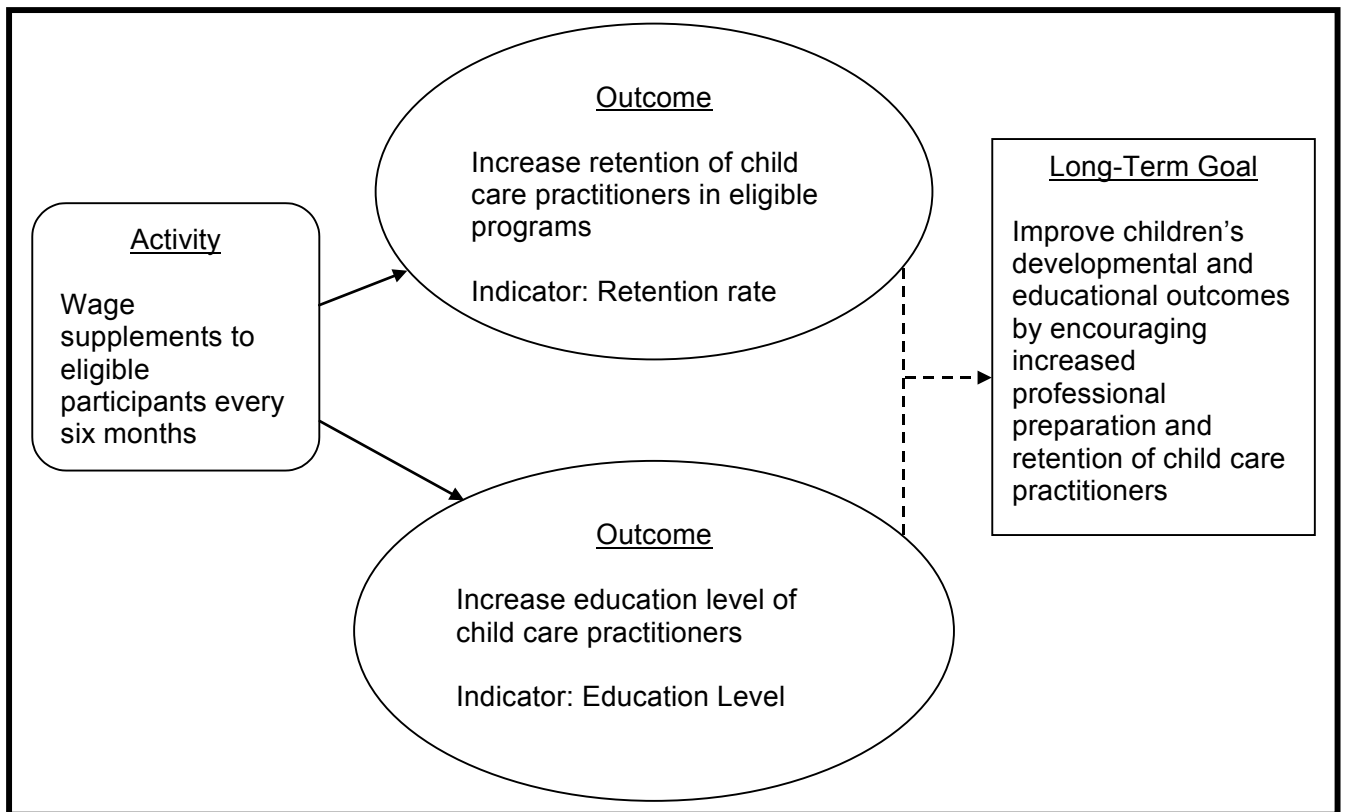 Activity
Wage
supplements to
eligible
participants every
six months
Outcome
Increase retention of child
care practitioners in eligible
programs
Indicator: Retention rate
Outcome
Increase education level of
child care practitioners
Indicator: Education Level
Long-Term Goal
Improve children’s
developmental and
educational outcomes
by encouraging
increased
professional
preparation and
retention of child care
practitioners